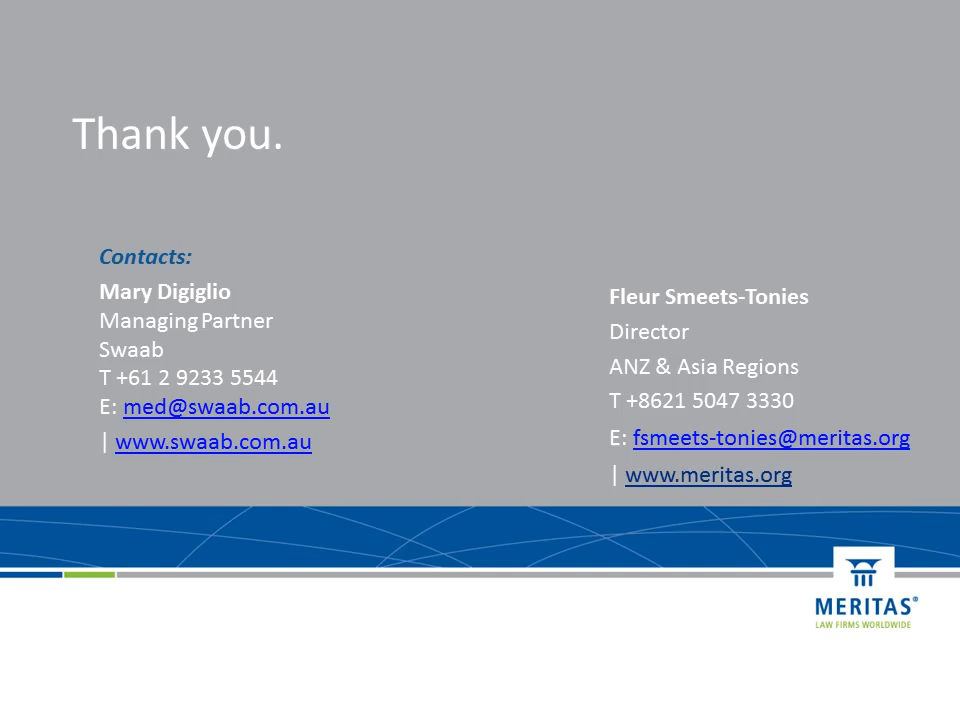 Thank you.
Contacts:
Mary Digiglio
Managing Partner
Swaab
T +61 2 9233 5544
E: med@swaab.com.au
| www.swaab.com.au
Fleur Smeets-Tonies
Director
ANZ & Asia Regions
T +8621 5047 3330
E: fsmeets-tonies@meritas.org
| www.meritas.org
MERITAS®
LAW FIRMS WORLDWIDE